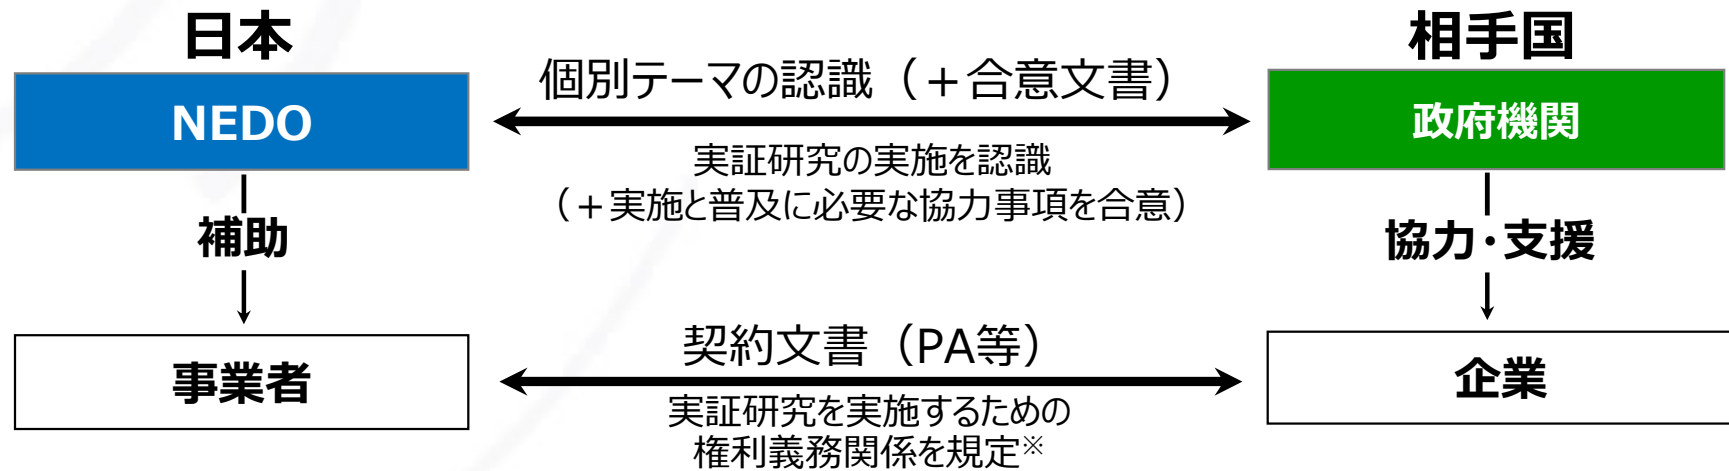 日本
相手国
NEDO
個別テーマの認識（＋合意文書）
政府機関
実証研究の実施を認識
（＋実施と普及に必要な協力事項を合意）
補助
協力・支援
事業者
契約文書（PA等）
企業
実証研究を実施するための
権利義務関係を規定※